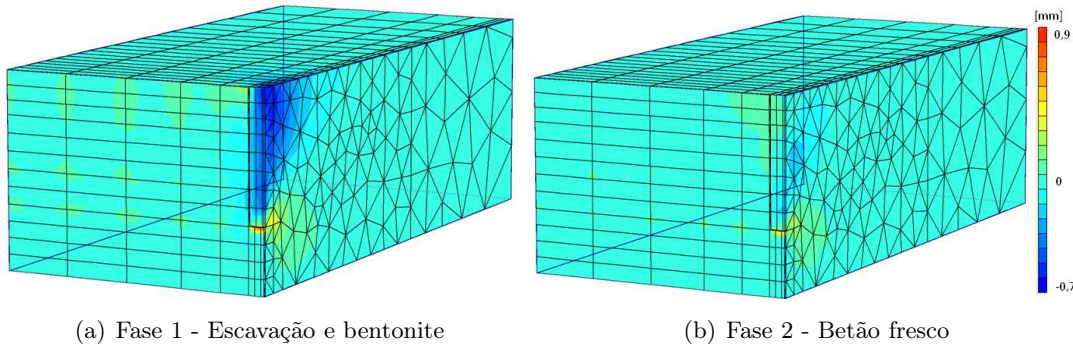 [mm]
0,9
0
-0,7
(a) Fase 1 - Escavação e bentonite
(b) Fase 2 - Betão fresco